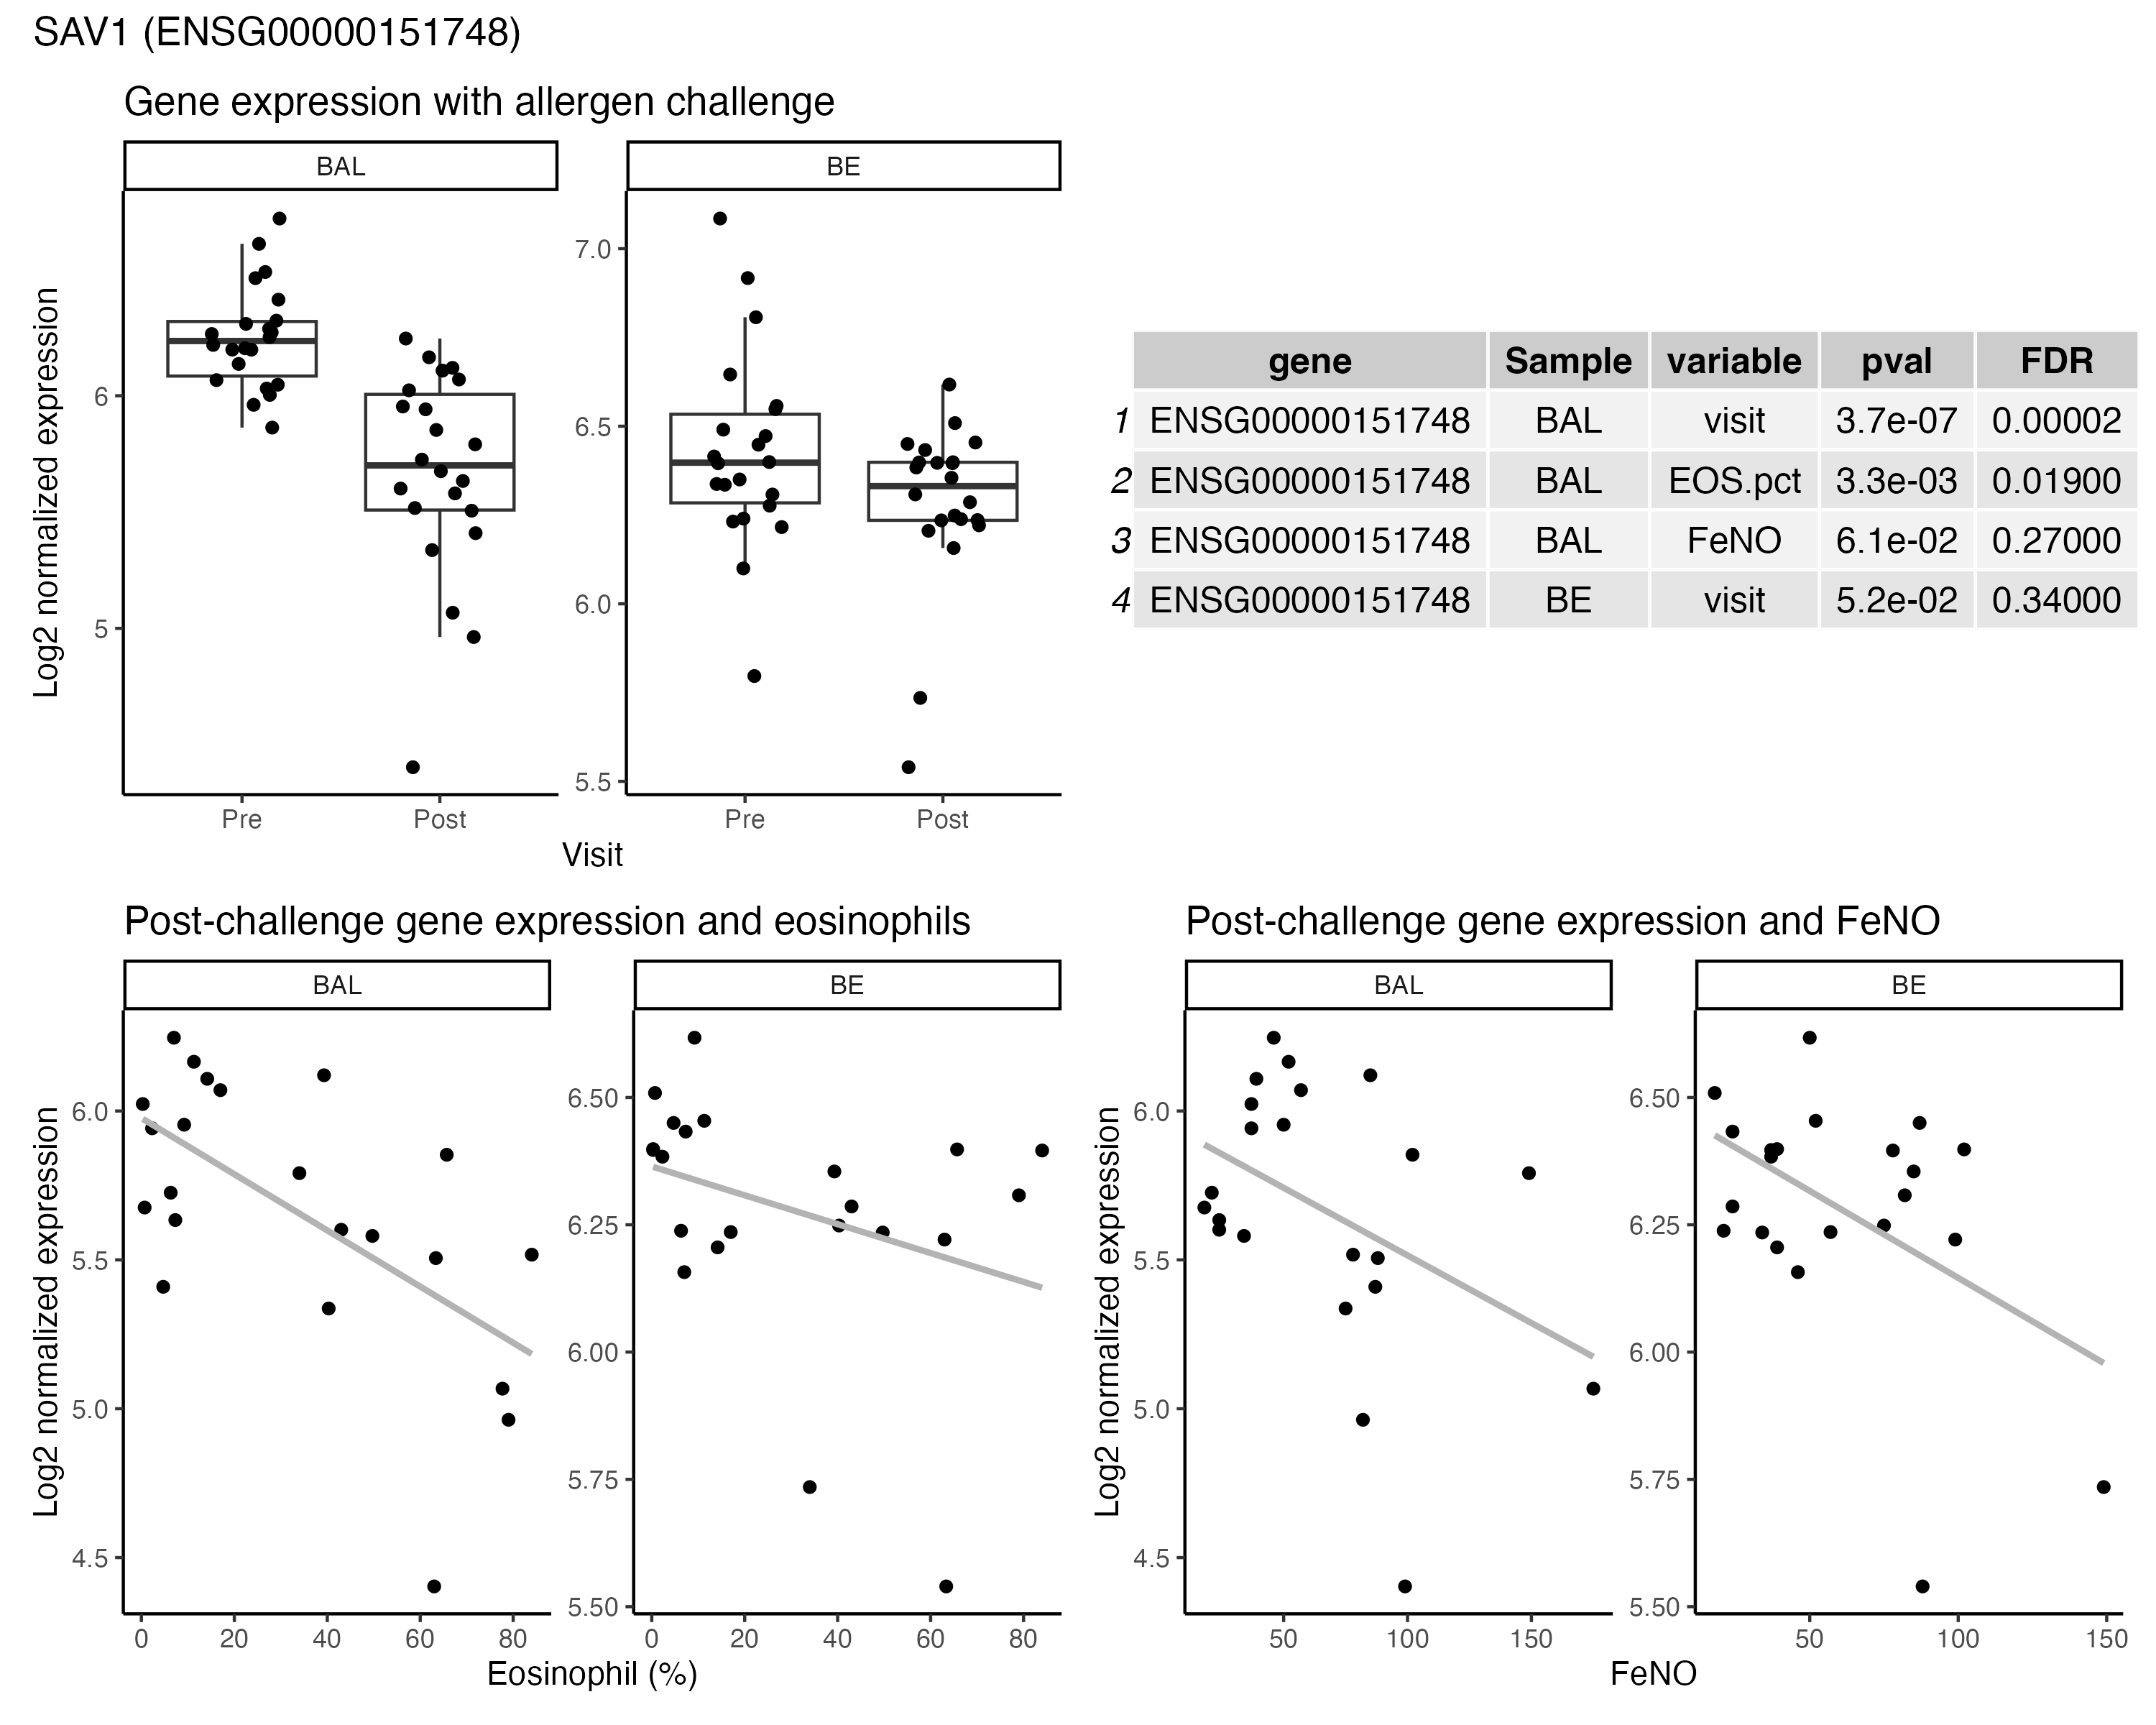 SAV1 (ENSG00000151748)
Gene expression with allergen challenge
BAL
BE
Log2 normalized expression
6
5
7.0
6.5
6.0
5.5
Pre
Post
Pre
Post
Visit
gene Sample variable pval FDR
1 ENSG00000151748 BAL visit 3.7e-07 0.00002
2 ENSG00000151748 BAL EOS.pct 3.3e-03 0.01900
3 ENSG00000151748 BAL FeNO 6.1e-02 0.27000
4 ENSG00000151748 BE visit 5.2e-02 0.34000
Post-challenge gene expression and eosinophils
BAL
BE
Log2 normalized expression
6.0
5.5
5.0
4.5
6.50
6.25
6.00
5.75
5.50
0 20 40 60 80
0 20 40 60 80
Eosinophil (%)
Post-challenge gene expression and FeNO
BAL
BE
Log2 normalized expression
6.0
5.5
5.0
4.5
6.50
6.25
6.00
5.75
5.50
50 100 150
50 100 150
FeNO